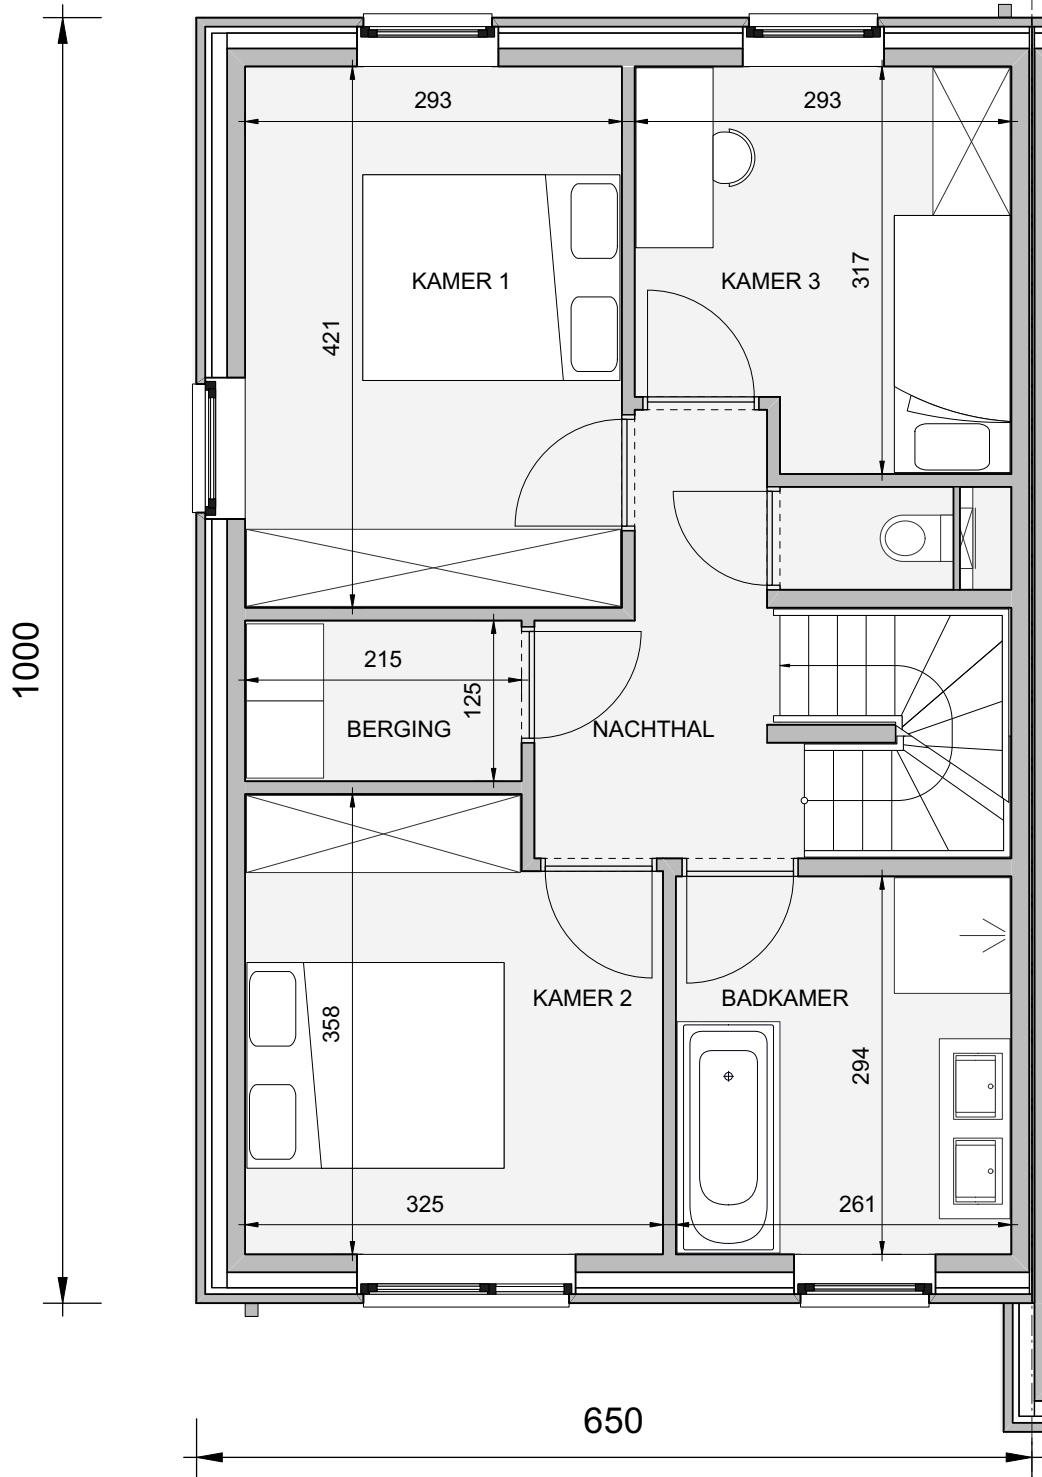 293
293
KAMER 1
KAMER 3
317
421
1000
215
125
BERGING
NACHTHAL
KAMER 2
BADKAMER
358
294
325
261
650